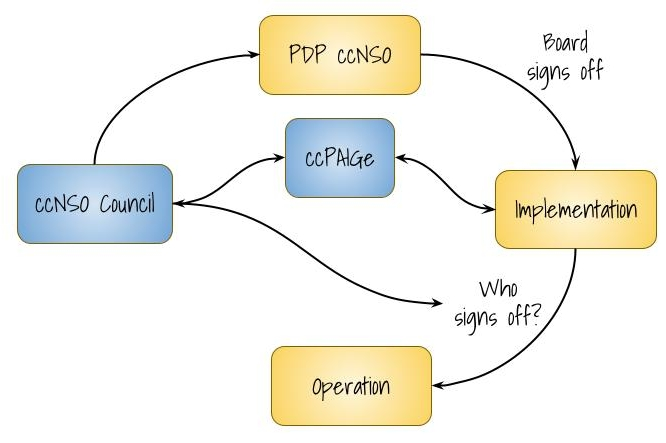 PDP ccNSO
Board
signs off
ccPAIGe
ccNSO Council
Implementation
Who
signs off?
Operation